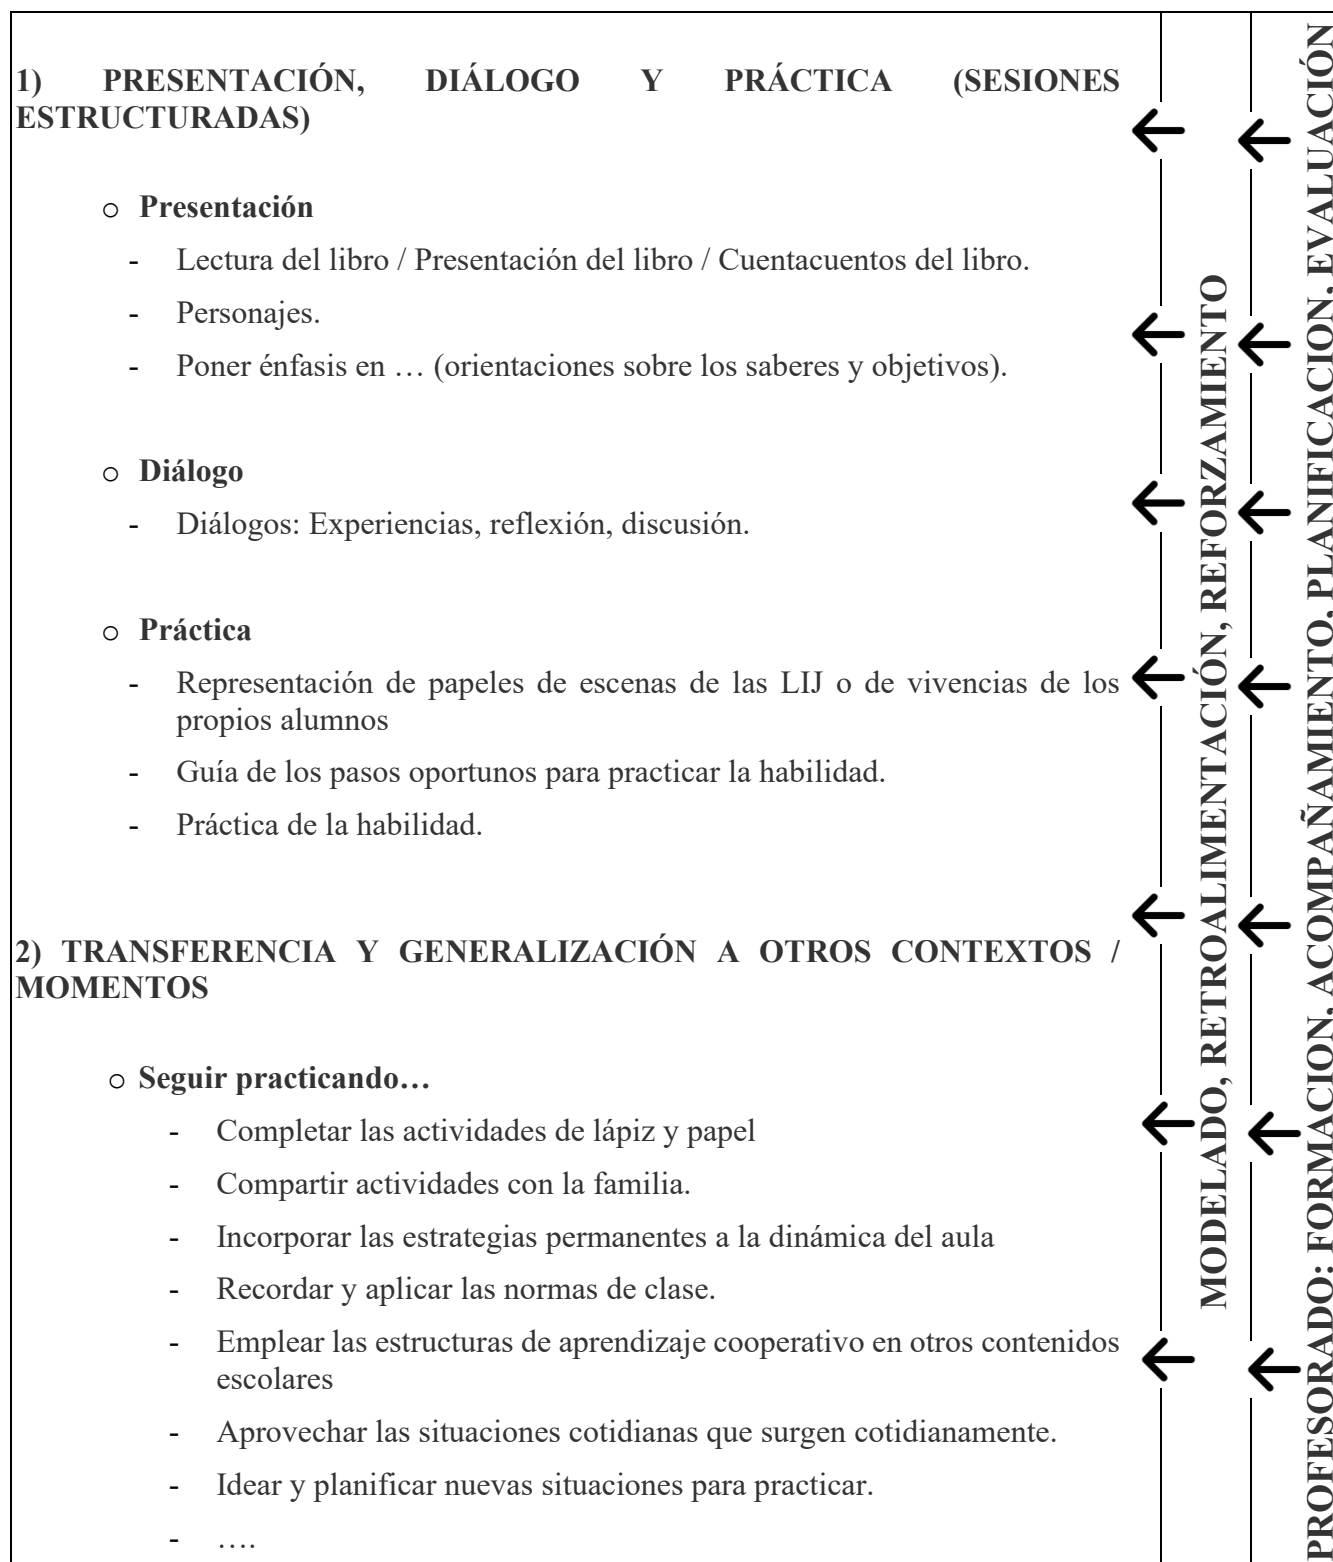 1) PRESENTACIÓN, DIÁLOGO Y PRÁCTICA (SESIONES
ESTRUCTURADAS)
o Presentación
- Lectura del libro / Presentación del libro / Cuentacuentos del libro.
- Personajes.
- Poner énfasis en … (orientaciones sobre los saberes y objetivos).
o Diálogo
- Diálogos: Experiencias, reflexión, discusión.
o Práctica
- Representación de papeles de escenas de las LIJ o de vivencias de los
propios alumnos
- Guía de los pasos oportunos para practicar la habilidad.
- Práctica de la habilidad.
2) TRANSFERENCIA Y GENERALIZACIÓN A OTROS CONTEXTOS /
MOMENTOS
o Seguir practicando…
- Completar las actividades de lápiz y papel
- Compartir actividades con la familia.
- Incorporar las estrategias permanentes a la dinámica del aula
- Recordar y aplicar las normas de clase.
- Emplear las estructuras de aprendizaje cooperativo en otros contenidos
escolares
- Aprovechar las situaciones cotidianas que surgen cotidianamente.
- Idear y planificar nuevas situaciones para practicar.
- ….
MODELADO, RETROALIMENTACIÓN, REFORZAMIENTO
PROFESORADO: FORMACION, ACOMPAÑAMIENTO, PLANIFICACION, EVALUACIÓN